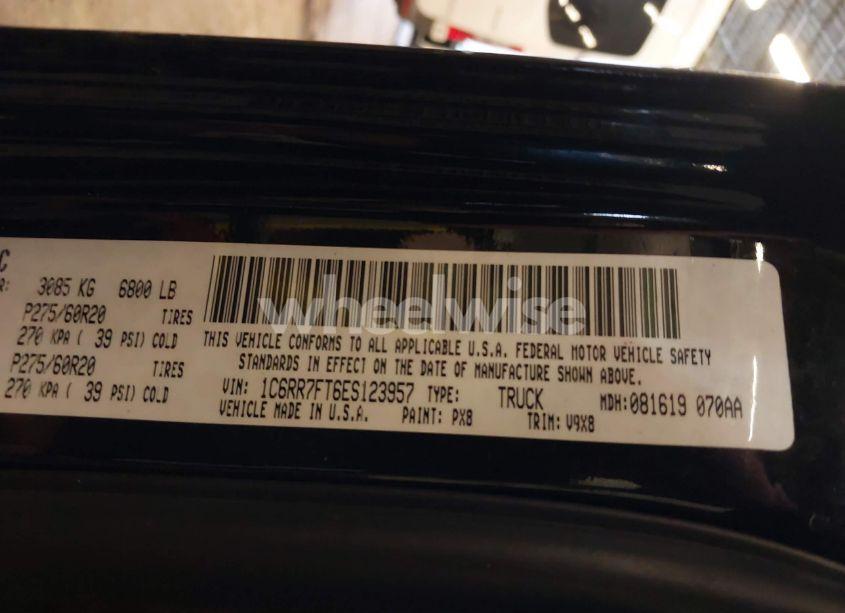 C
R: 3085 KG 6800 LB
P275/60R20 TIRES
270 KPA ( 39 PSI) COLD
P275/60R20 TIRES
270 KPA ( 39 PSI) COLD
wheelwise
THIS VEHICLE CONFORMS TO ALL APPLICABLE U.S.A. FEDERAL MOTOR VEHICLE SAFETY
STANDARDS IN EFFECT ON THE DATE OF MANUFACTURE SHOWN ABOVE.
VIN: 1C6RR7FT6ES123957 TYPE: TRUCK MDH:081619 070AA
VEHICLE MADE IN U.S.A. PAINT: PX8 TRIM: V9X8